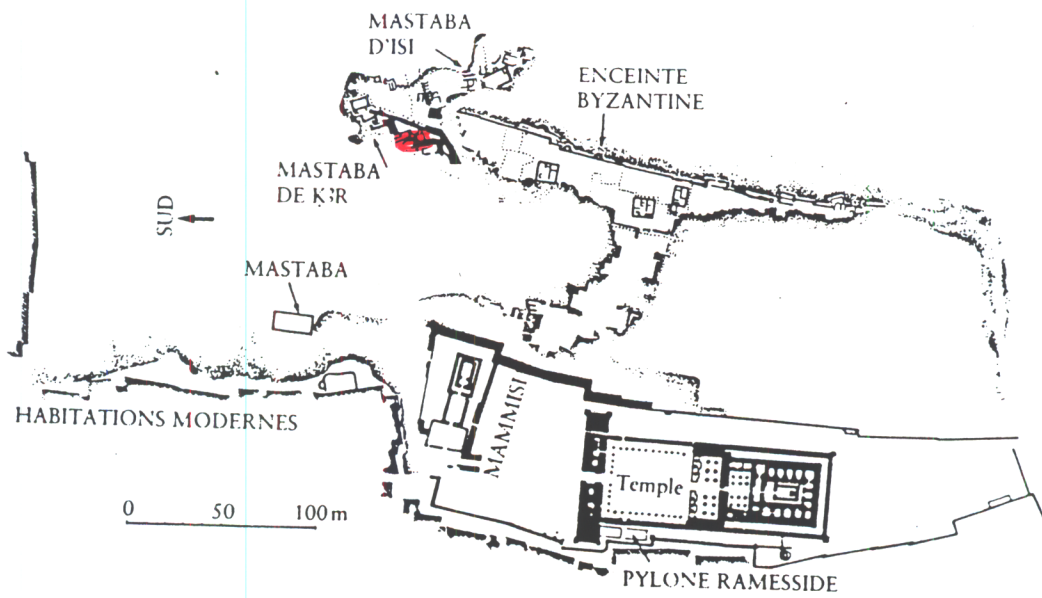 MASTABA
D'ISI
ENCEINTE
BYZANTINE
MASTABA
DE K3R
SUD
MASTABA
HABITATIONS MODERNES
MAMMISI
Temple
0 50 100 m
PYLONE RAMESSIDE